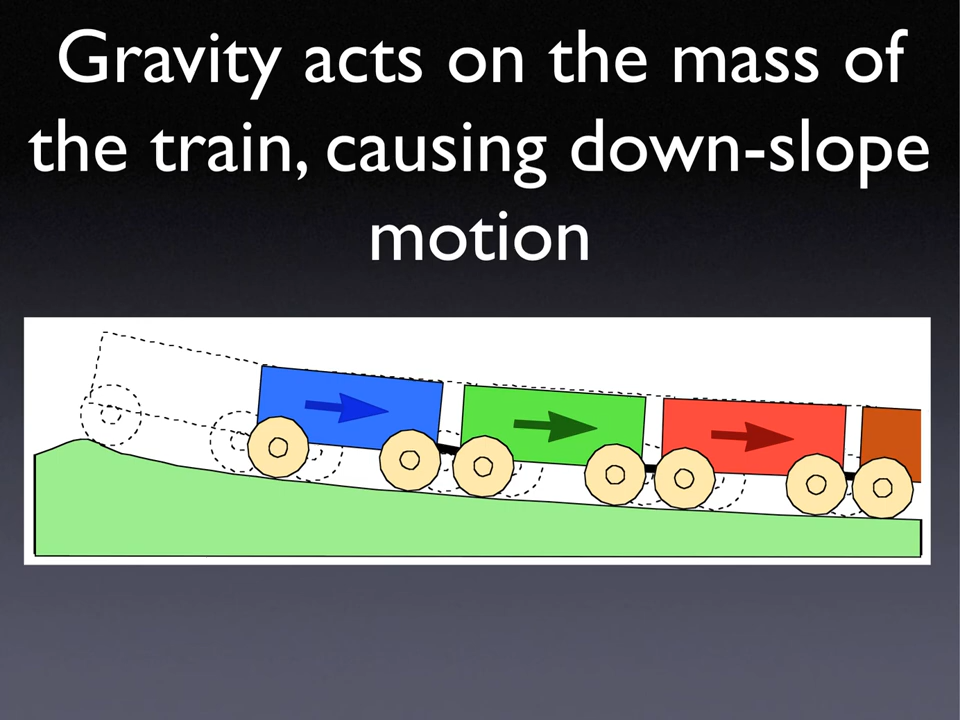 Gravity acts on the mass of
the train, causing down-slope
motion